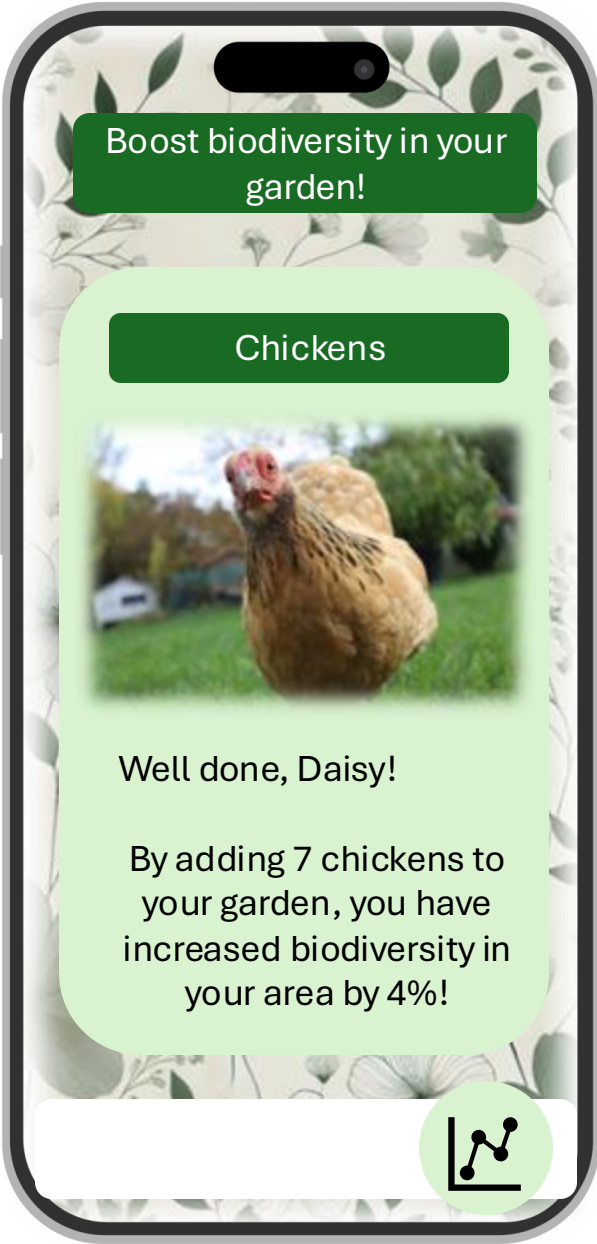 Boost biodiversity in your
garden!
Chickens
Well done, Daisy!
By adding 7 chickens to
your garden, you have
increased biodiversity in
your area by 4%!